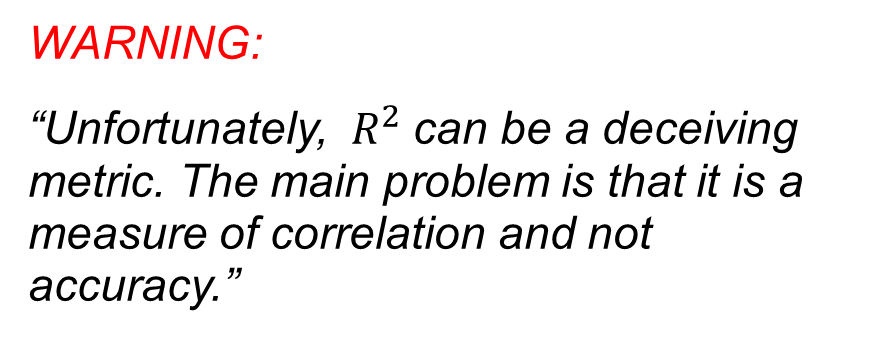 WARNING:
“Unfortunately, R² can be a deceiving
metric. The main problem is that it is a
measure of correlation and not
accuracy.”